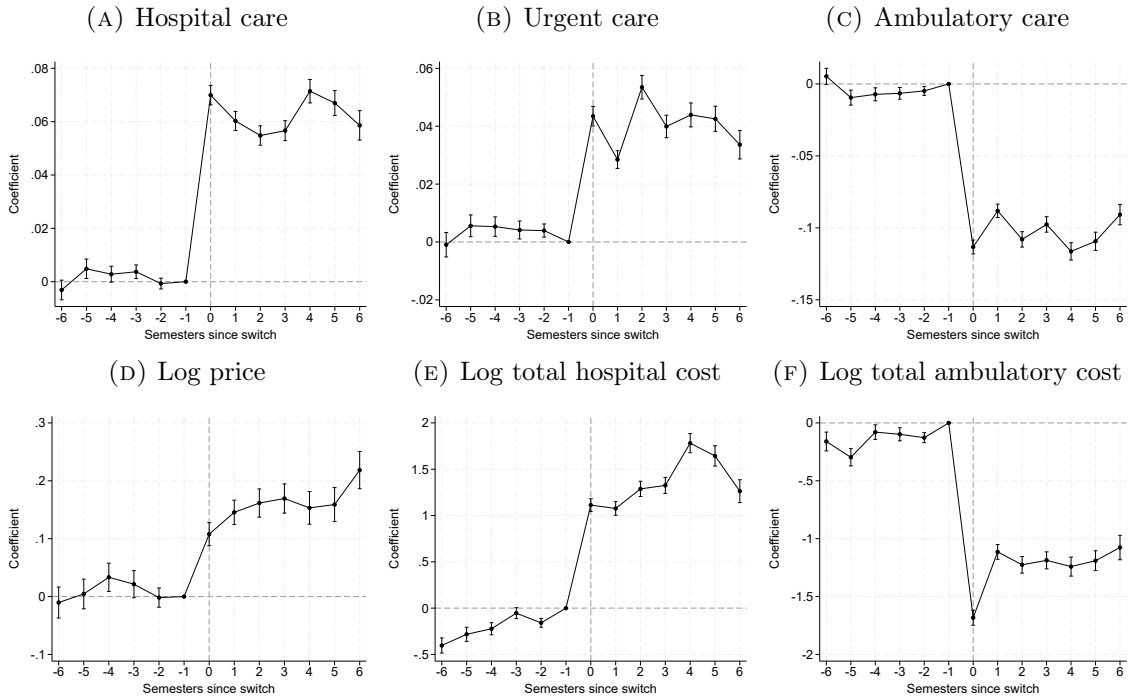 (A) Hospital care
(B) Urgent care
(C) Ambulatory care
.08
.06
.04
.02
0
Coefficient
-6 -5 -4 -3 -2 -1 0 1 2 3 4 5 6
Semesters since switch
.06
.04
.02
0
-.02
Coefficient
-6 -5 -4 -3 -2 -1 0 1 2 3 4 5 6
Semesters since switch
0
-.05
-.1
-.15
Coefficient
-6 -5 -4 -3 -2 -1 0 1 2 3 4 5 6
Semesters since switch
(D) Log price
(E) Log total hospital cost
(F) Log total ambulatory cost
.3
.2
.1
0
-.1
Coefficient
-6 -5 -4 -3 -2 -1 0 1 2 3 4 5 6
Semesters since switch
2
1.5
1
.5
0
-.5
Coefficient
-6 -5 -4 -3 -2 -1 0 1 2 3 4 5 6
Semesters since switch
0
-.5
-1
-1.5
-2
Coefficient
-6 -5 -4 -3 -2 -1 0 1 2 3 4 5 6
Semesters since switch